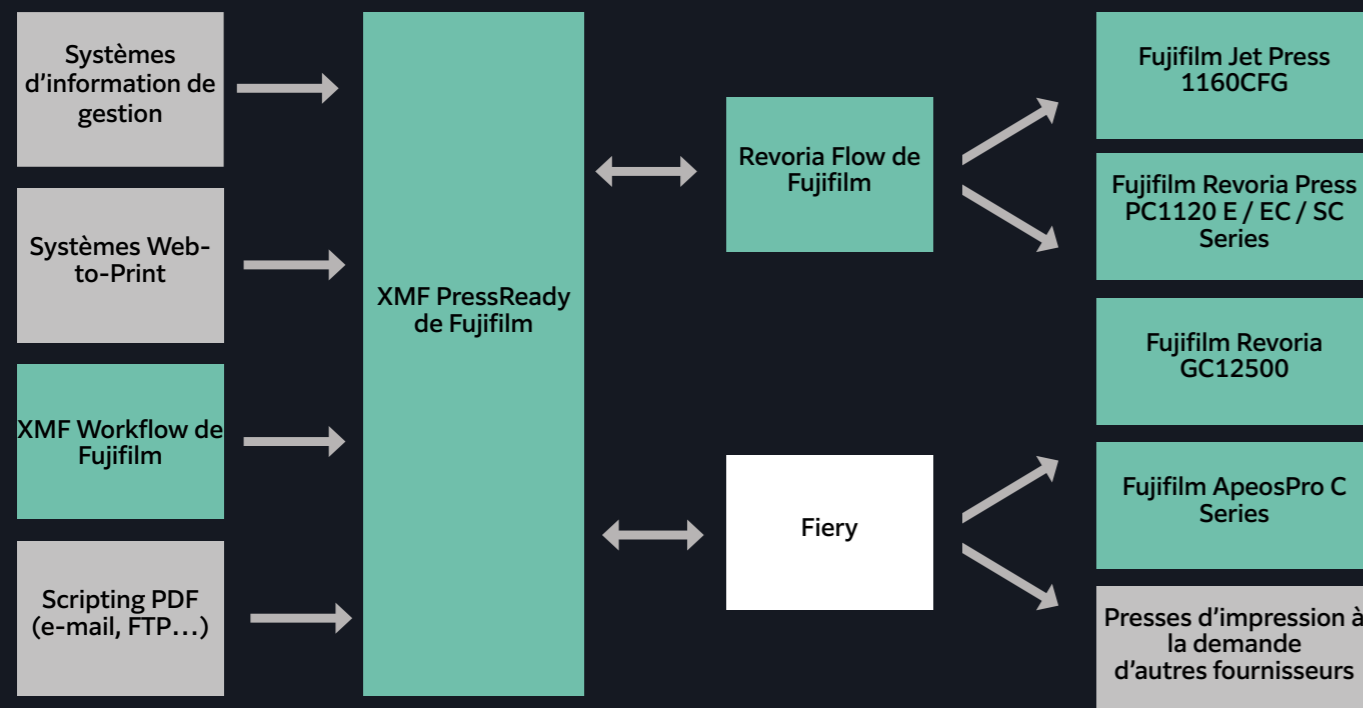 Systèmes
d’information de
gestion
Systèmes Web-
to-Print
XMF Workflow de
Fujifilm
Scripting PDF
(e-mail, FTP…)
XMF PressReady
de Fujifilm
Revoria Flow de
Fujifilm
Fiery
Fujifilm Jet Press
1160CFG
Fujifilm Revoria Press
PC1120 E / EC / SC
Series
Fujifilm Revoria
GC12500
Fujifilm ApeosPro C
Series
Presses d’impression à
la demande
d’autres fournisseurs